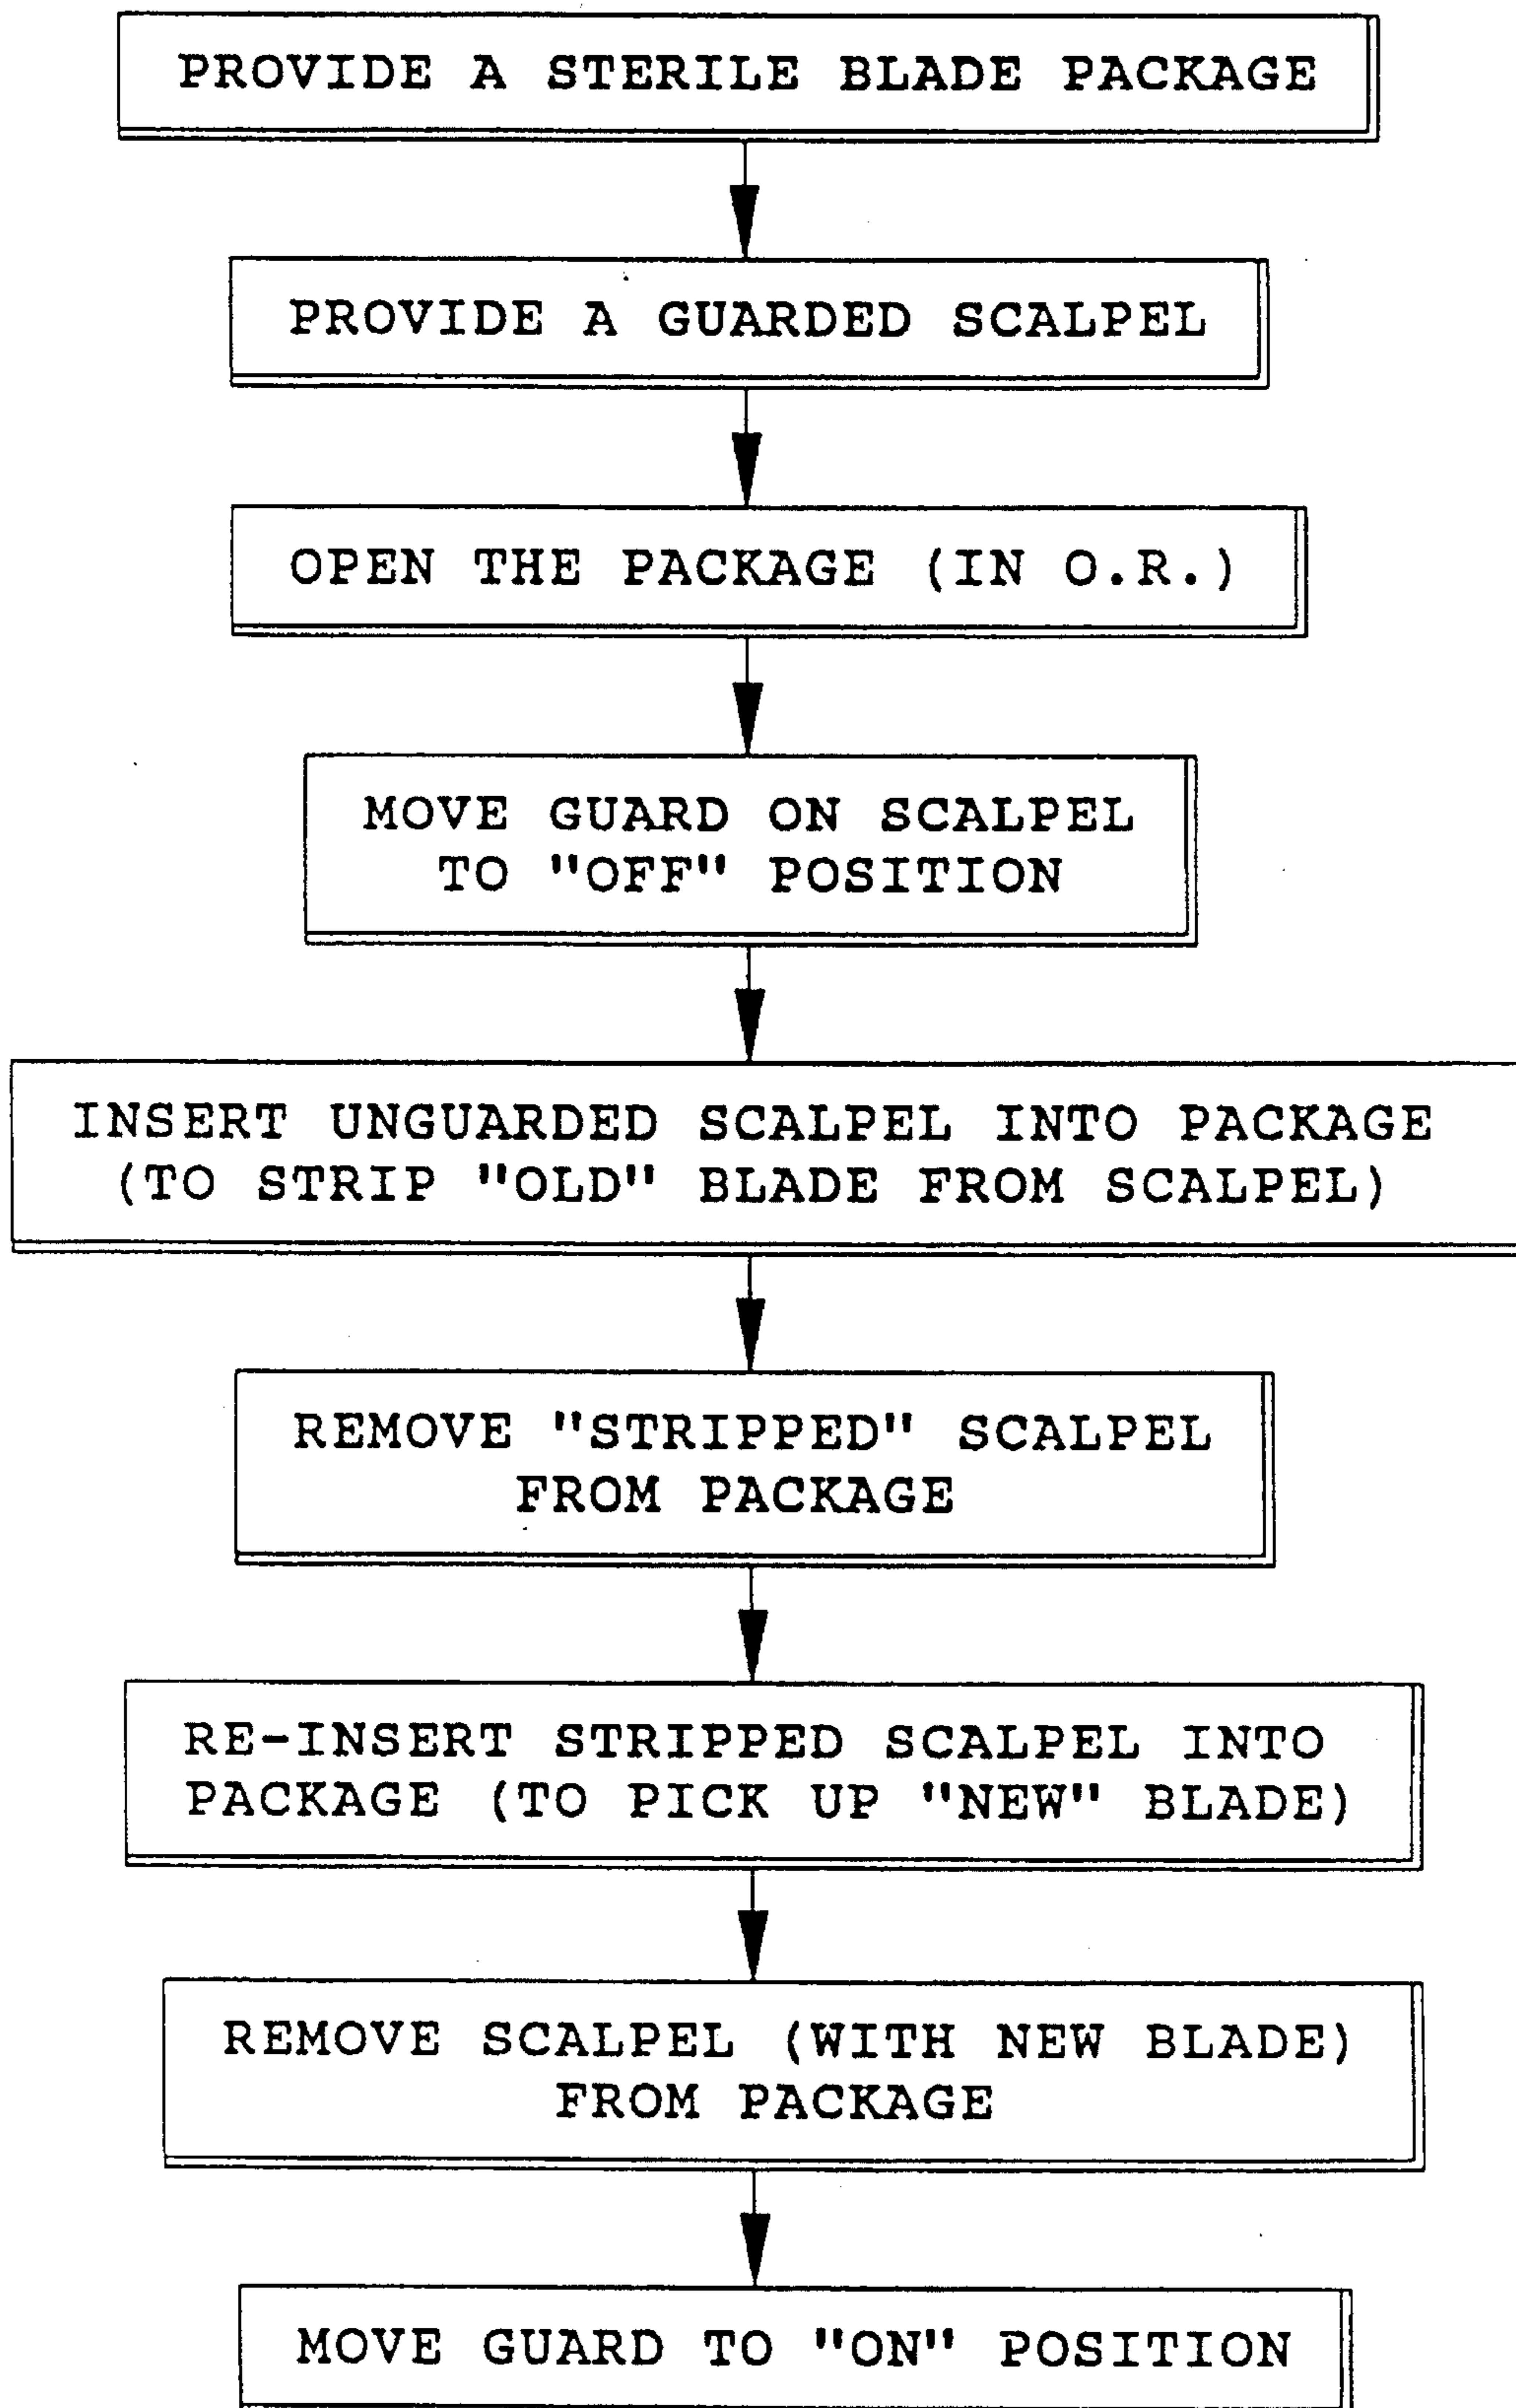 PROVIDE A STERILE BLADE PACKAGE
PROVIDE A GUARDED SCALPEL
OPEN THE PACKAGE (IN O.R.)
MOVE GUARD ON SCALPEL
TO "OFF" POSITION
INSERT UNGUARDED SCALPEL INTO PACKAGE
(TO STRIP "OLD" BLADE FROM SCALPEL)
REMOVE "STRIPPED" SCALPEL
FROM PACKAGE
RE-INSERT STRIPPED SCALPEL INTO
PACKAGE (TO PICK UP "NEW" BLADE)
REMOVE SCALPEL (WITH NEW BLADE)
FROM PACKAGE
MOVE GUARD TO "ON" POSITION